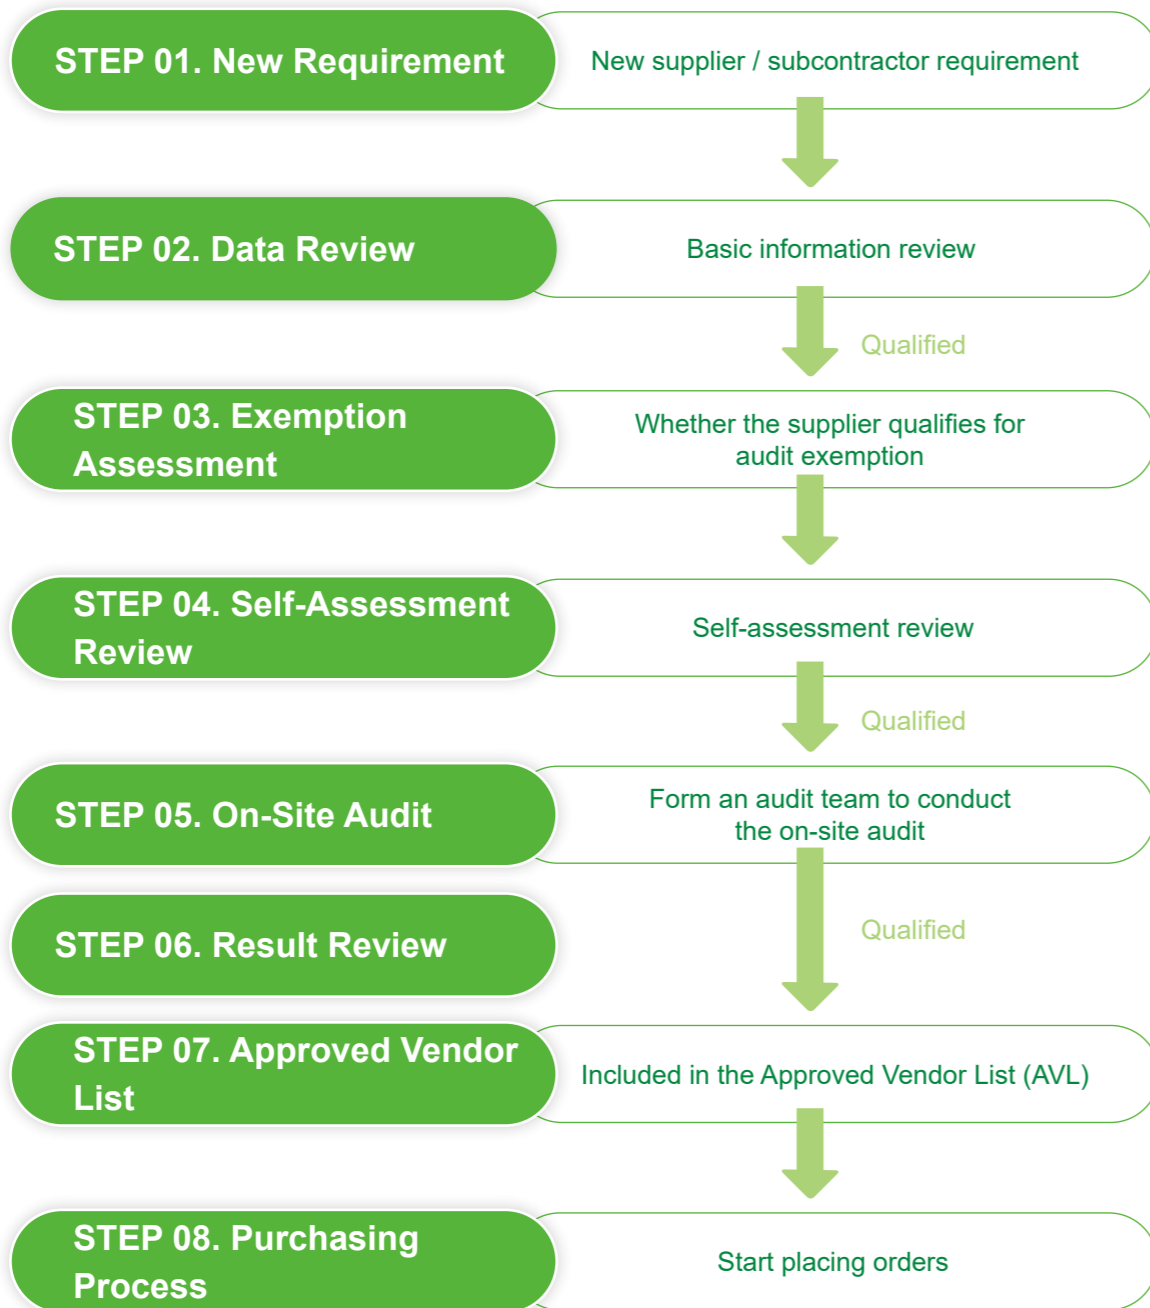 STEP 01. New Requirement
New supplier / subcontractor requirement
STEP 02. Data Review
Basic information review
Qualified
STEP 03. Exemption
Assessment
Whether the supplier qualifies for
audit exemption
STEP 04. Self-Assessment
Review
Self-assessment review
Qualified
STEP 05. On-Site Audit
Form an audit team to conduct
the on-site audit
STEP 06. Result Review
Qualified
STEP 07. Approved Vendor
List
Included in the Approved Vendor List (AVL)
STEP 08. Purchasing
Process
Start placing orders